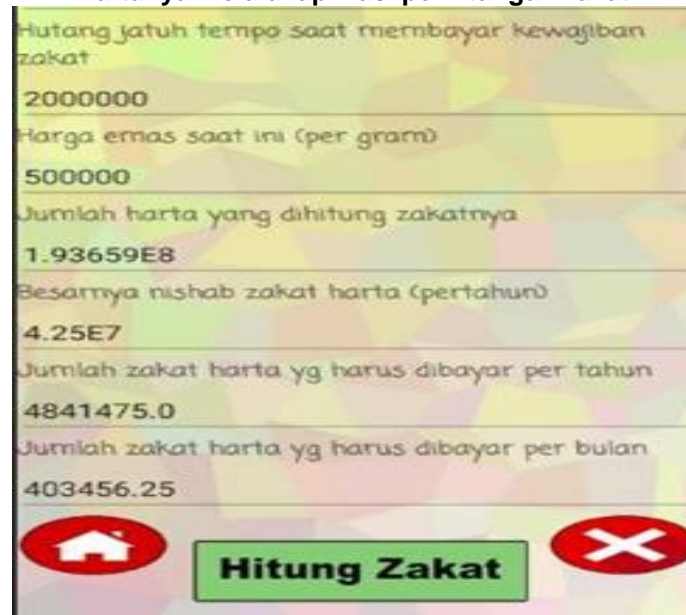 Hutang jatuh tempo saat membayar kewajiban
zakat
2000000
Harga emas saat ini (per gram)
500000
Jumlah harta yang dihitung zakatnya
1.93659E8
Besarnya nishab zakat harta (pertahun)
4.25E7
Jumlah zakat harta yg harus dibayar per tahun
4841475.0
Jumlah zakat harta yg harus dibayar per bulan
403456.25
Hitung Zakat